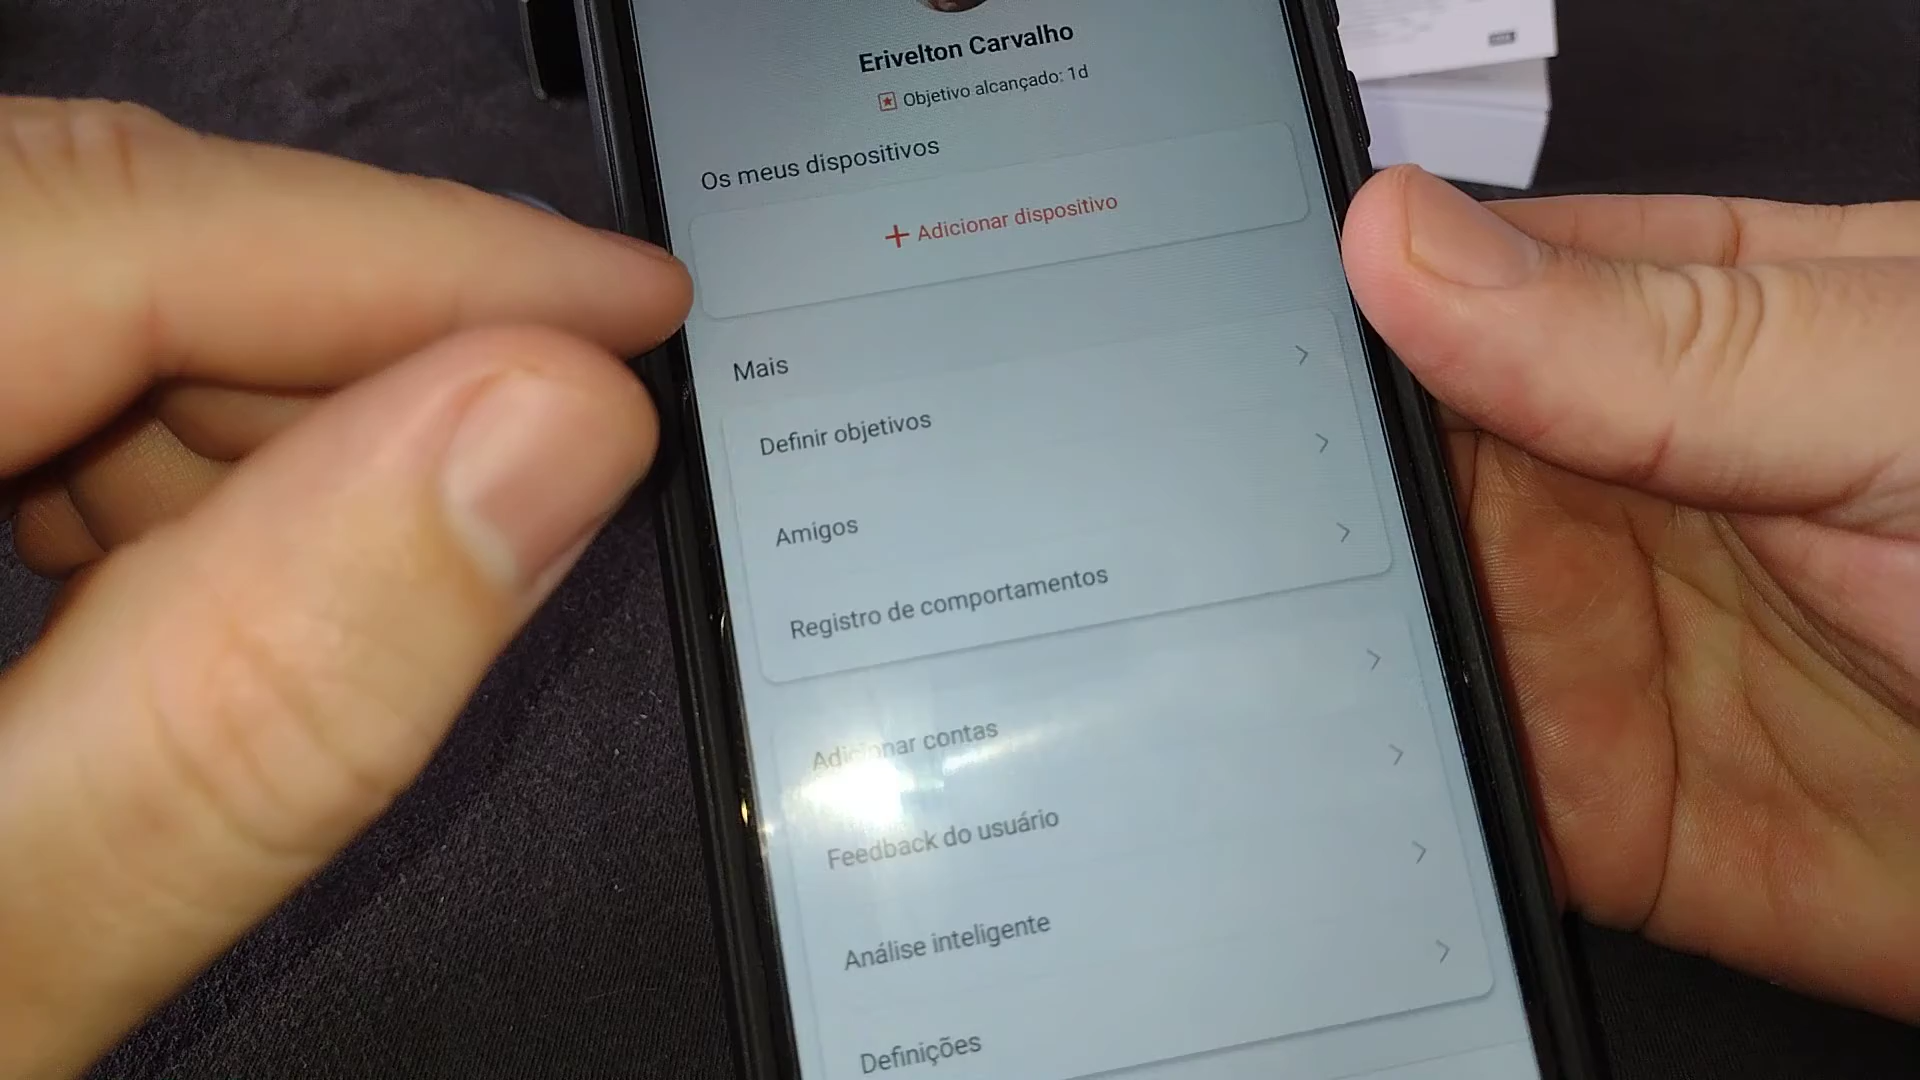 Erivelton Carvalho
Objetivo alcançado: 1d
Os meus dispositivos
+ Adicionar dispositivo
Mais
Definir objetivos
Amigos
Registro de comportamentos
Adicionar contas
Feedback do usuário
Análise inteligente
Definições